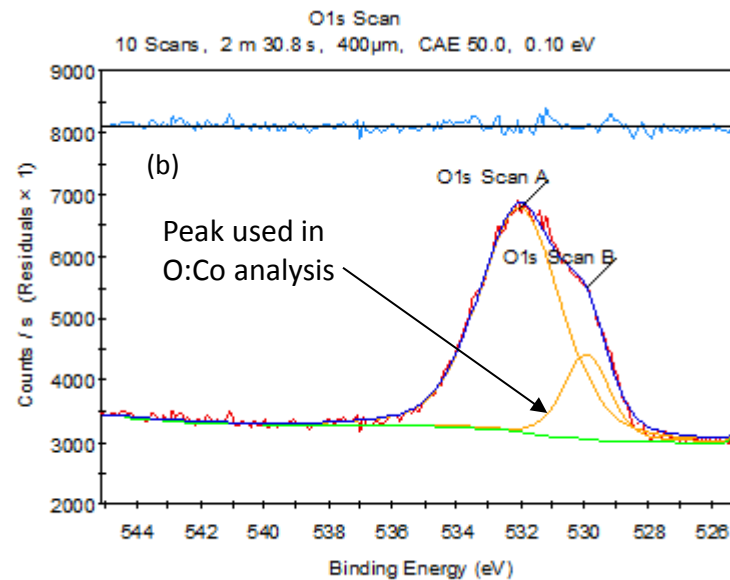 O1s Scan
10 Scans, 2 m 30.8 s, 400µm, CAE 50.0, 0.10 eV
9000
8000
7000
6000
5000
4000
3000
2000
Counts / s (Residuals × 1)
(b)
O1s Scan A
Peak used in
O:Co analysis
O1s Scan B
544
542
540
538
536
534
532
530
528
526
Binding Energy (eV)